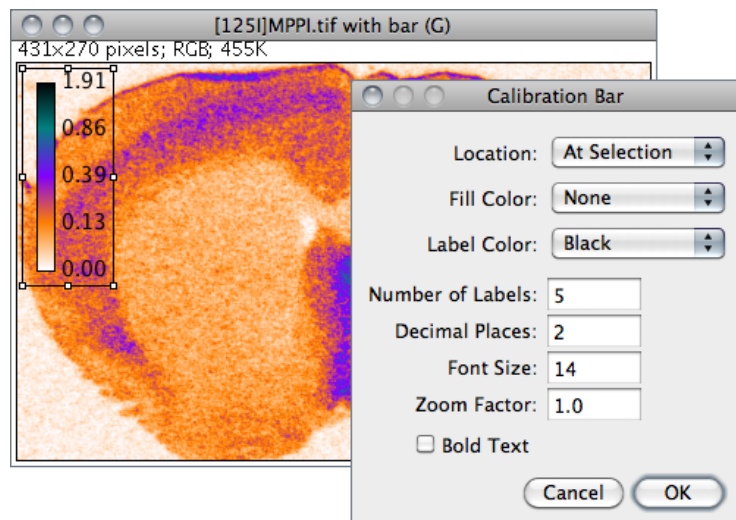 [125I]MPPI.tif with bar (G)
431x270 pixels; RGB; 455K
1.91
0.86
0.39
0.13
0.00
Calibration Bar
Location: At Selection
Fill Color: None
Label Color: Black
Number of Labels: 5
Decimal Places: 2
Font Size: 14
Zoom Factor: 1.0
Bold Text
Cancel OK